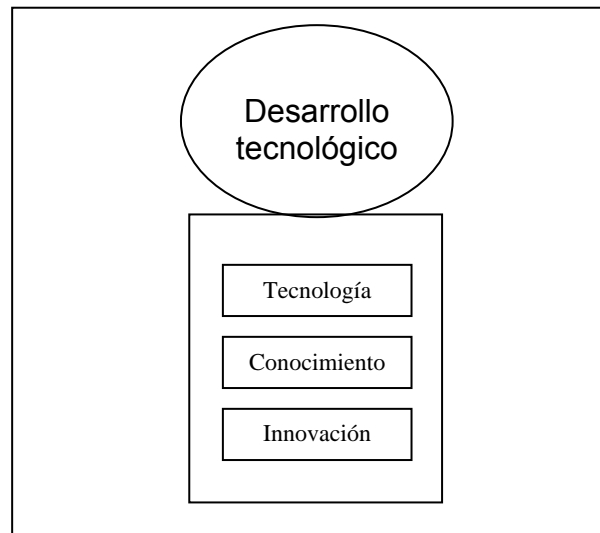 Desarrollo
tecnológico
Tecnología
Conocimiento
Innovación